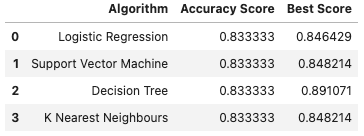 Algorithm Accuracy Score Best Score
0 Logistic Regression 0.833333 0.846429
1 Support Vector Machine 0.833333 0.848214
2 Decision Tree 0.833333 0.891071
3 K Nearest Neighbours 0.833333 0.848214